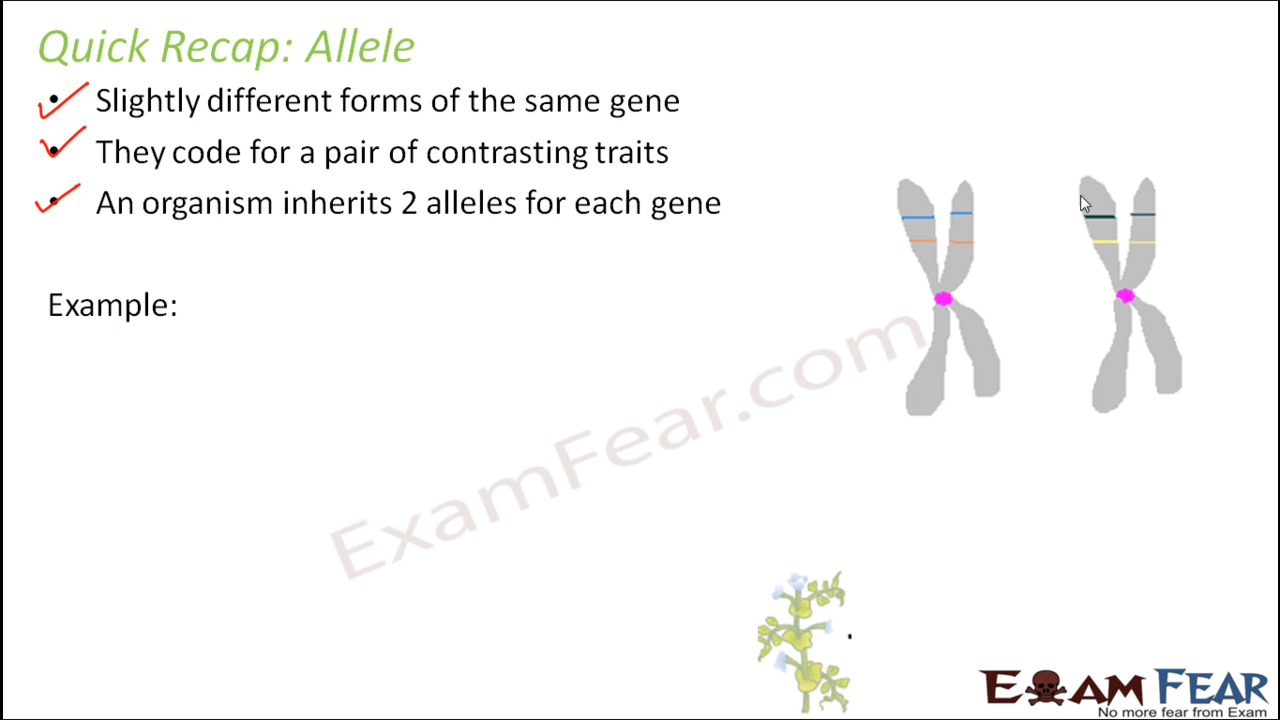 Quick Recap: Allele
• Slightly different forms of the same gene
• They code for a pair of contrasting traits
• An organism inherits 2 alleles for each gene
Example:
ExamFear.com
EXAM FEAR
No more fear from Exam